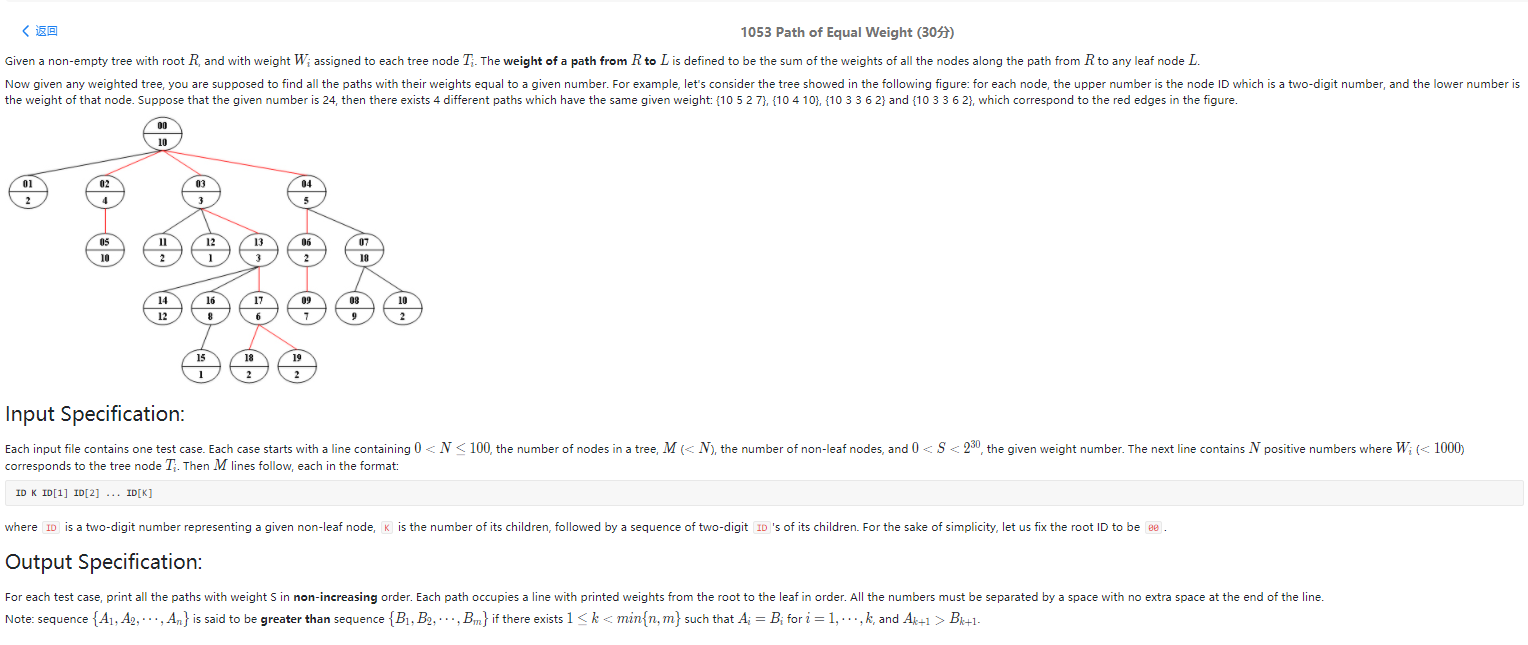 返回
1053 Path of Equal Weight (30分)
Given a non-empty tree with root R, and with weight Wi assigned to each tree node Ti. The weight of a path from R to L is defined to be the sum of the weights of all the nodes along the path from R to any leaf node L.
Now given any weighted tree, you are supposed to find all the paths with their weights equal to a given number. For example, let's consider the tree showed in the following figure: for each node, the upper number is the node ID which is a two-digit number, and the lower number is
the weight of that node. Suppose that the given number is 24, then there exists 4 different paths which have the same given weight: {10 5 2 7}, {10 4 10}, {10 3 3 6 2} and {10 3 3 6 2}, which correspond to the red edges in the figure.
00
10
01 02 03 04
2 4 3 5
05 11 12 13 06 07
10 2 1 3 2 18
14 16 17 09 08 10
12 8 6 7 9 2
15 18 19
1 2 2
Input Specification:
Each input file contains one test case. Each case starts with a line containing 0 < N ≤ 100, the number of nodes in a tree, M (< N), the number of non-leaf nodes, and 0 < S < 2^30, the given weight number. The next line contains N positive numbers where Wi (< 1000)
corresponds to the tree node Ti. Then M lines follow, each in the format:
ID K ID[1] ID[2] ... ID[K]
where ID is a two-digit number representing a given non-leaf node, K is the number of its children, followed by a sequence of two-digit ID 's of its children. For the sake of simplicity, let us fix the root ID to be 00 .
Output Specification:
For each test case, print all the paths with weight S in non-increasing order. Each path occupies a line with printed weights from the root to the leaf in order. All the numbers must be separated by a space with no extra space at the end of the line.
Note: sequence {A1, A2, ⋯, An} is said to be greater than sequence {B1, B2, ⋯, Bm} if there exists 1 ≤ k < min{n, m} such that Ai = Bi for i = 1, ⋯, k, and Ak+1 > Bk+1.